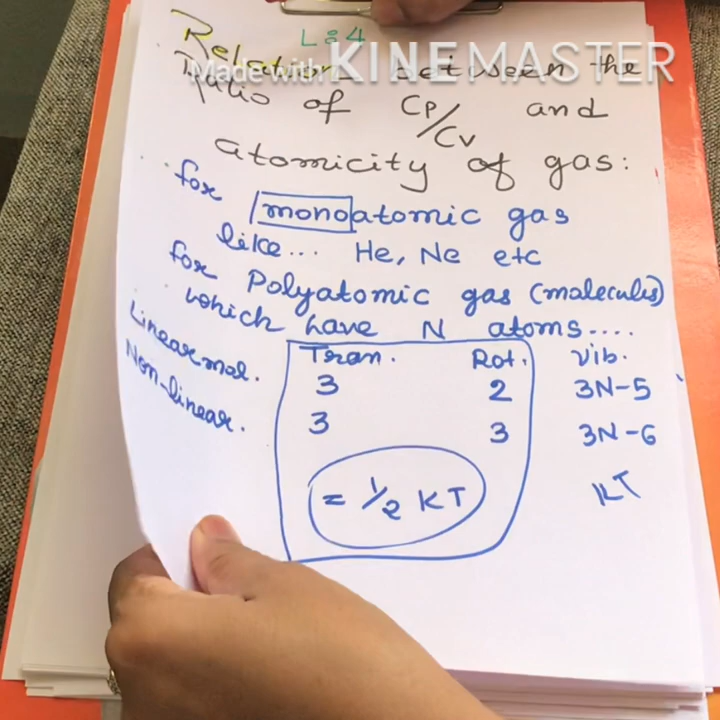 L:4
Made with KINEMASTER
Relation between the
Ratio of Cp/Cv and
atomicity of gas:
for monoatomic gas
like... He, Ne etc
for Polyatomic gas (molecules)
which have N atoms....
Tran. Rot. Vib.
Linear mol. 3 2 3N-5
Non-linear. 3 3 3N-6
= 1/2 KT KT